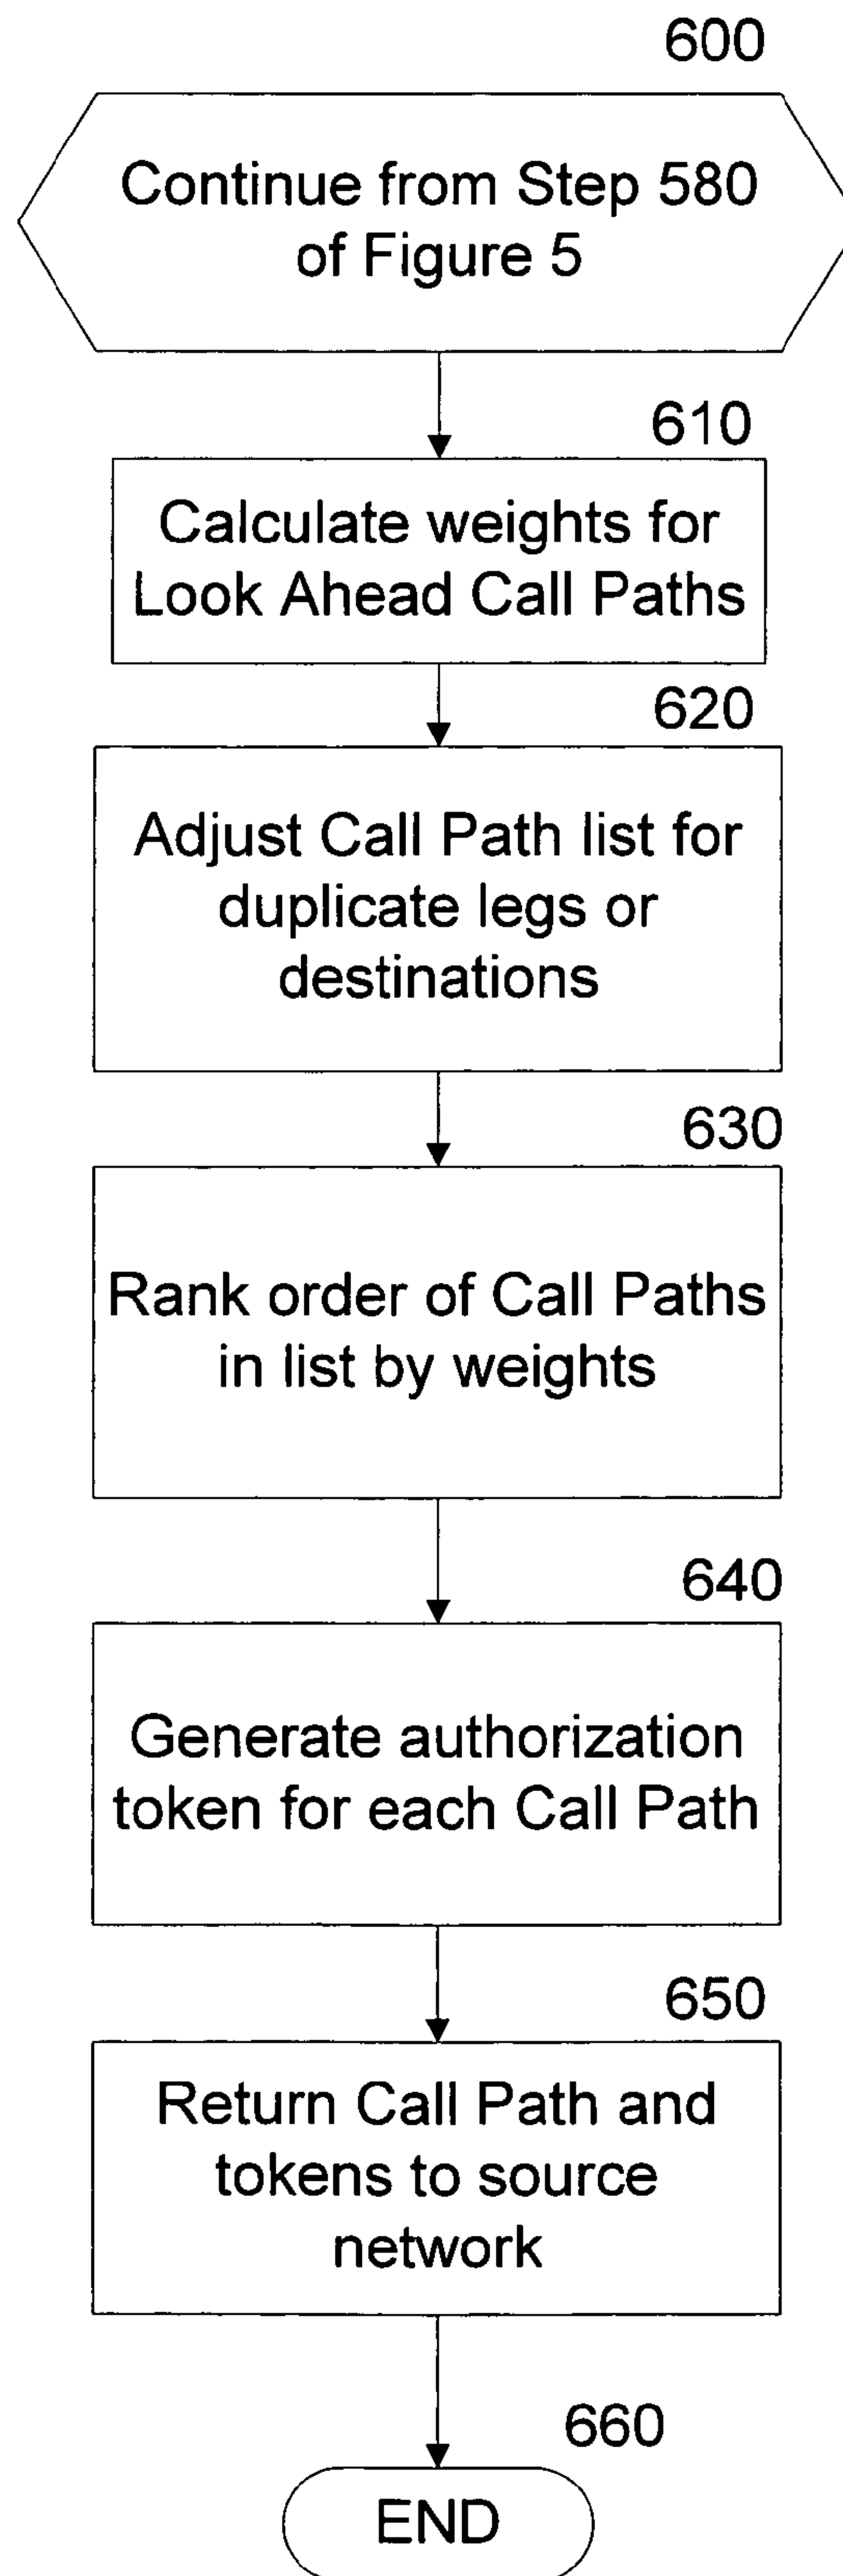 600
Continue from Step 580
of Figure 5
610
Calculate weights for
Look Ahead Call Paths
620
Adjust Call Path list for
duplicate legs or
destinations
630
Rank order of Call Paths
in list by weights
640
Generate authorization
token for each Call Path
650
Return Call Path and
tokens to source
network
660
END